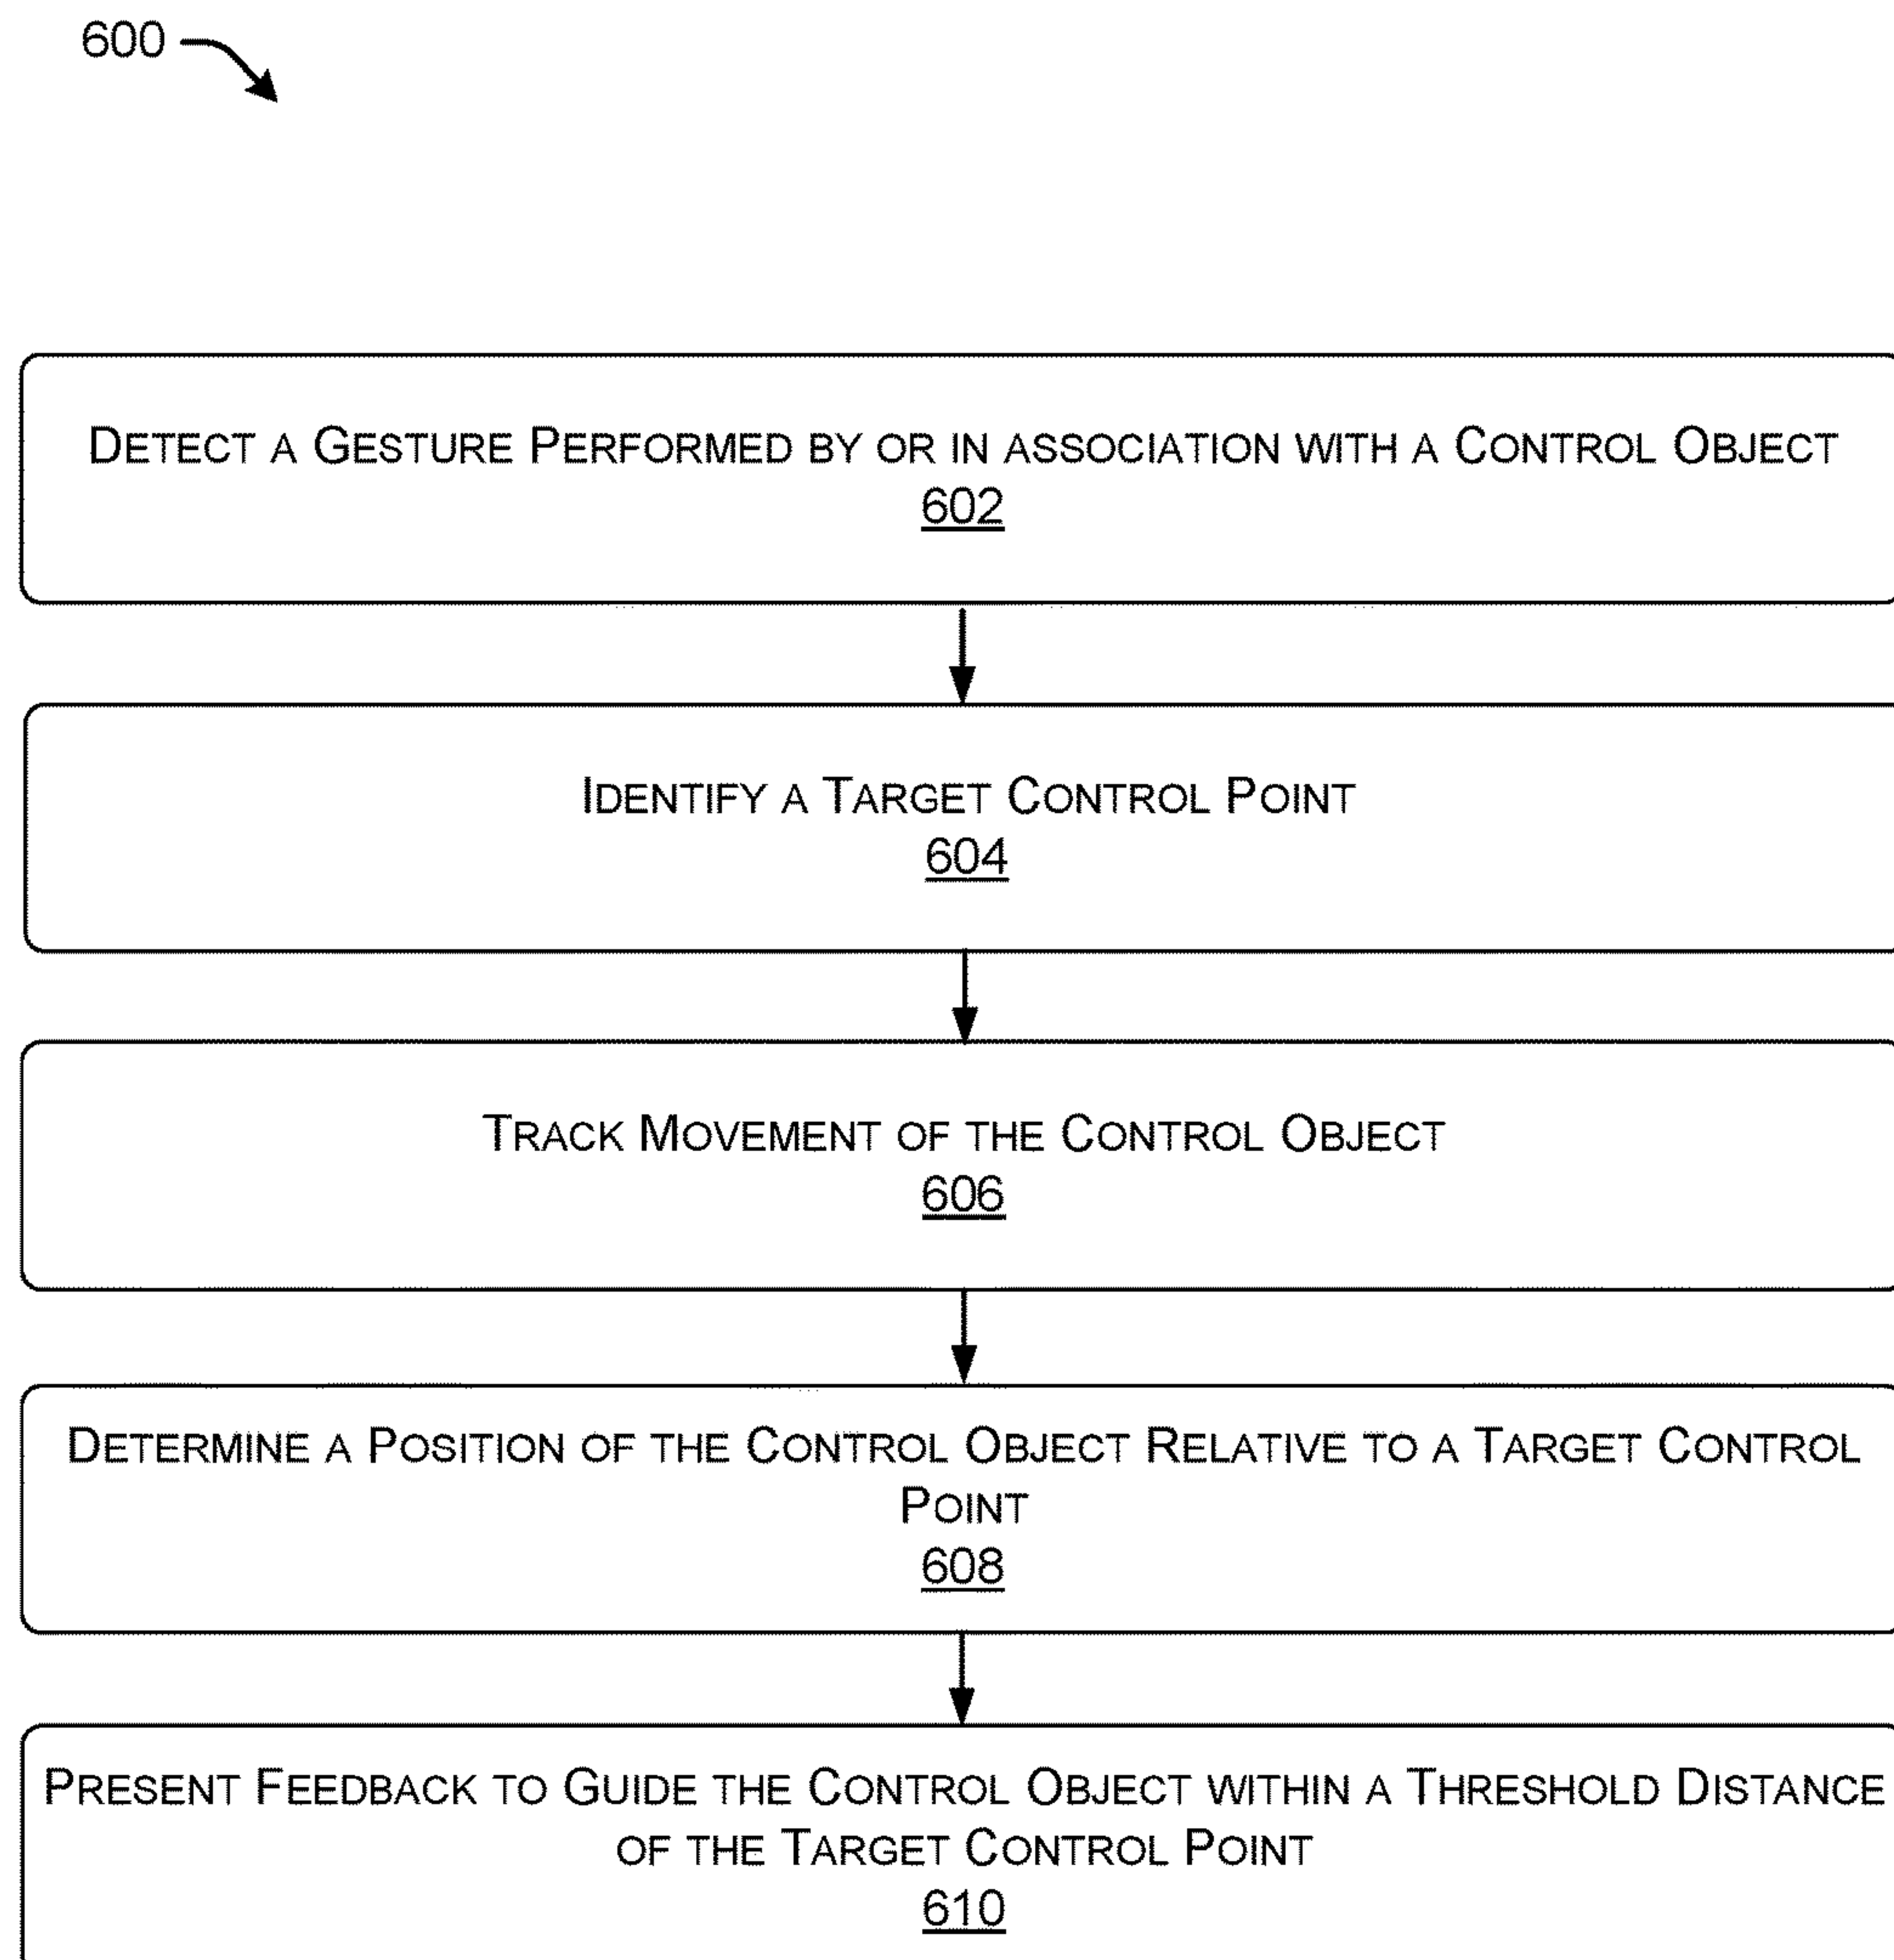 600
DETECT A GESTURE PERFORMED BY OR IN ASSOCIATION WITH A CONTROL OBJECT
602
IDENTIFY A TARGET CONTROL POINT
604
TRACK MOVEMENT OF THE CONTROL OBJECT
606
DETERMINE A POSITION OF THE CONTROL OBJECT RELATIVE TO A TARGET CONTROL
POINT
608
PRESENT FEEDBACK TO GUIDE THE CONTROL OBJECT WITHIN A THRESHOLD DISTANCE
OF THE TARGET CONTROL POINT
610